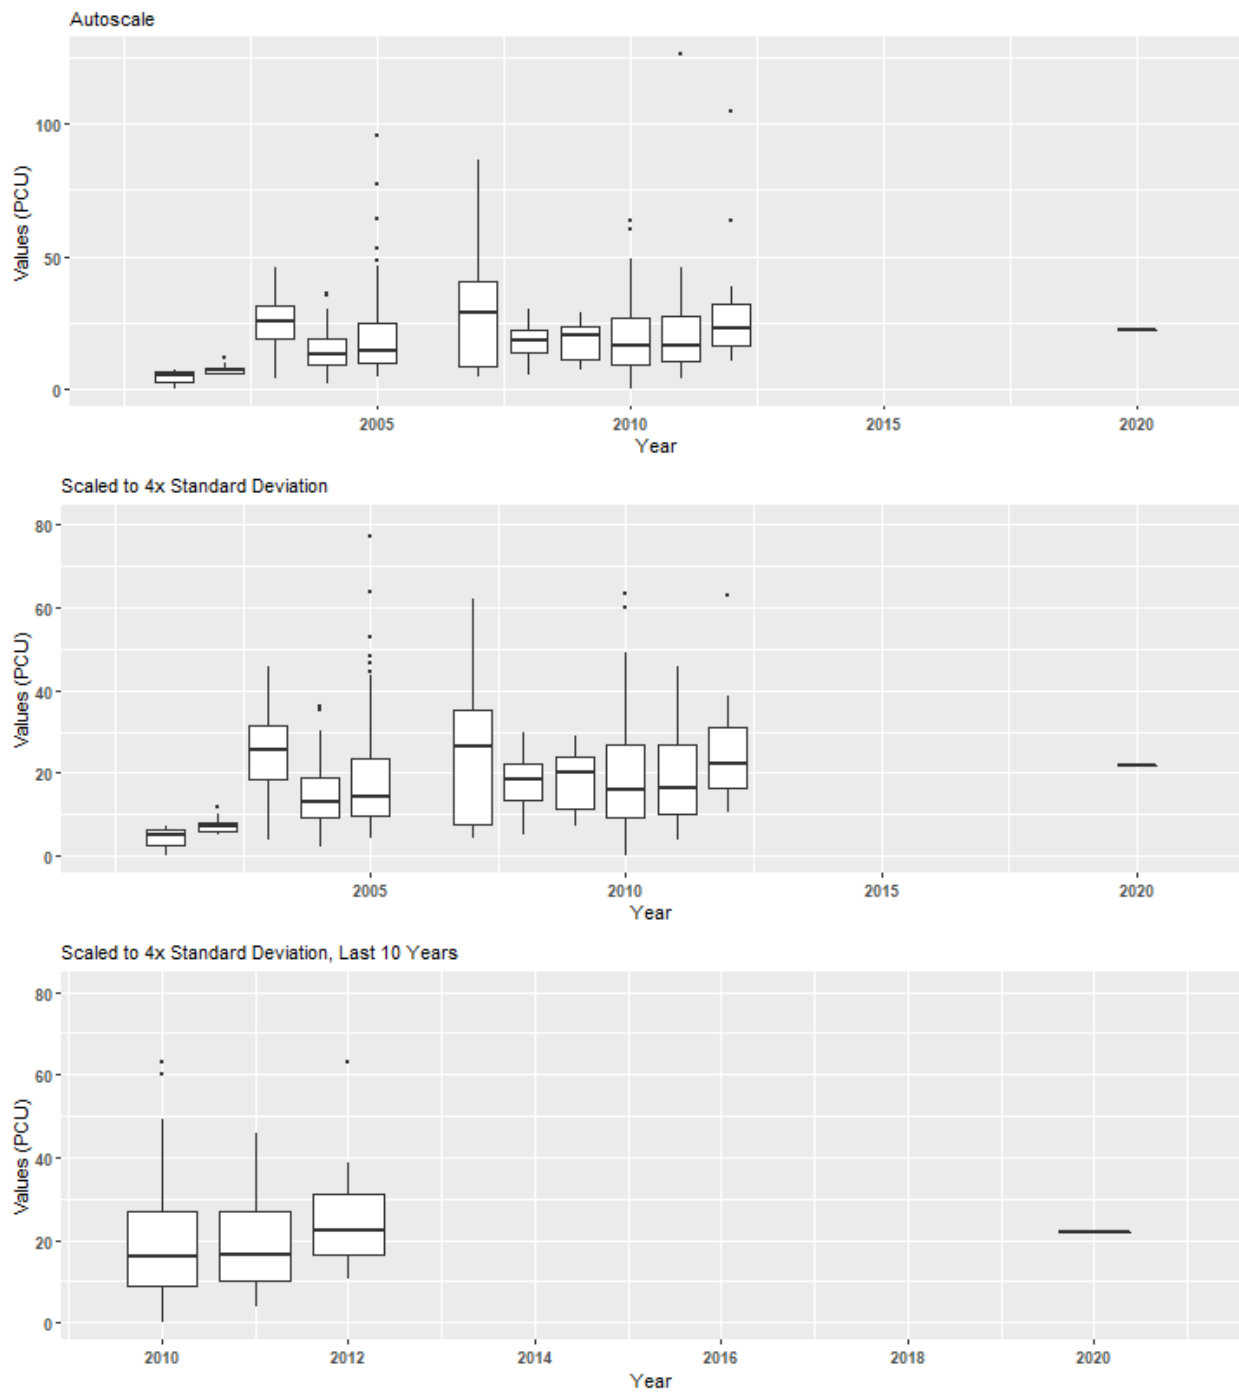 Autoscale
Values (PCU)
100
50
0
2005 2010 2015 2020
Year
Scaled to 4x Standard Deviation
Values (PCU)
80
60
40
20
0
2005 2010 2015 2020
Year
Scaled to 4x Standard Deviation, Last 10 Years
Values (PCU)
80
60
40
20
0
2010 2012 2014 2016 2018 2020
Year